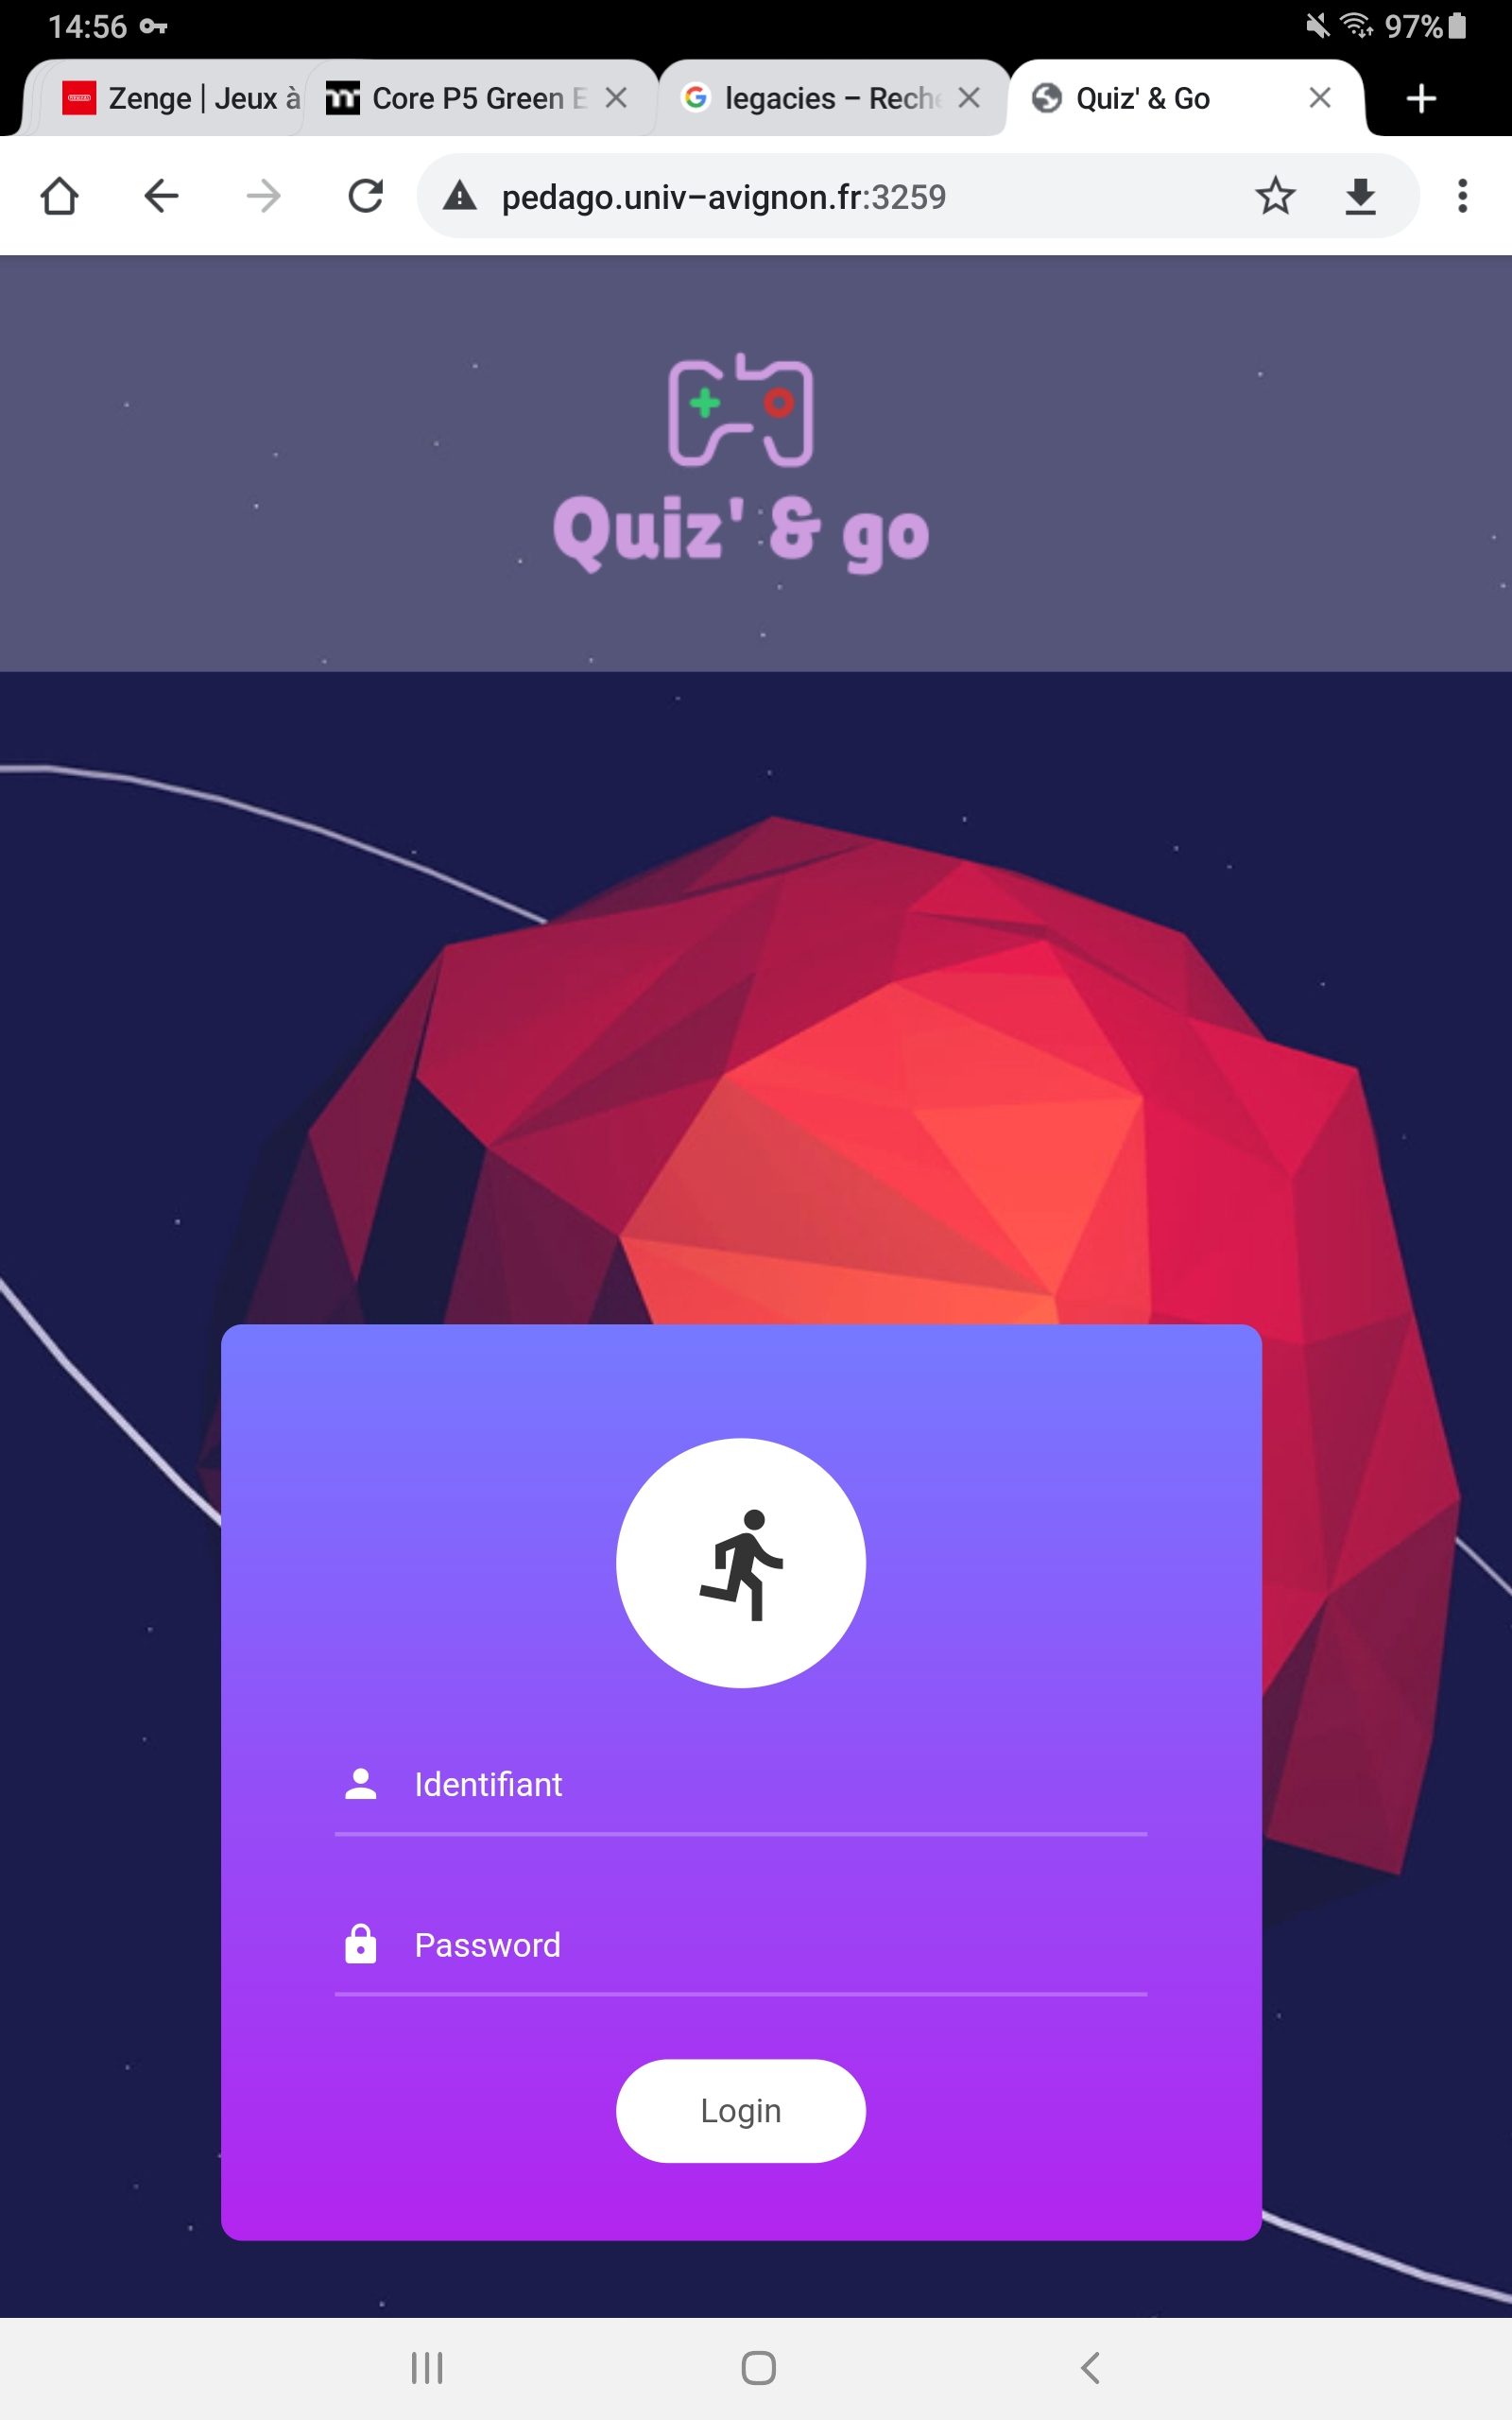 14:56
97%
Zenge | Jeux à
Core P5 Green E
legacies – Reche
Quiz' & Go
pedago.univ-avignon.fr:3259
Quiz' & go
Identifiant
Password
Login